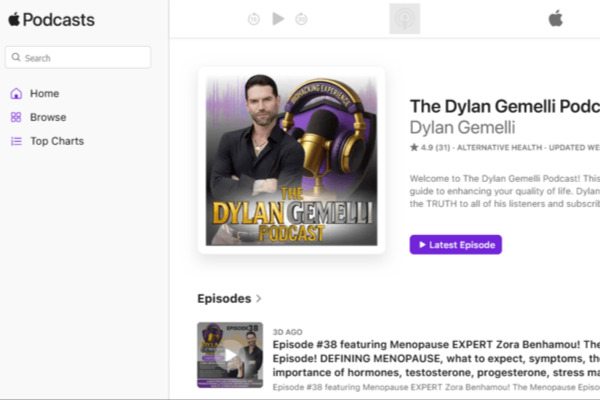 Podcasts
Search
Home
Browse
Top Charts
15
30
BIOHACKING EXPERIENCE
THE
DYLAN GEMELLI
PODCAST
The Dylan Gemelli Podc
Dylan Gemelli
★ 4.9 (31) · ALTERNATIVE HEALTH · UPDATED WE
Welcome to The Dylan Gemelli Podcast! This
guide to enhancing your quality of life. Dylan
the TRUTH to all of his listeners and subscrib
Latest Episode
Episodes
EPISODE 38
3D AGO
Episode #38 featuring Menopause EXPERT Zora Benhamou! The
Episode! DEFINING MENOPAUSE, what to expect, symptoms, the
importance of hormones, testosterone, progesterone, stress ma
Episode #38 featuring Menopause EXPERT Zora Benhamou! The Menopause Episo